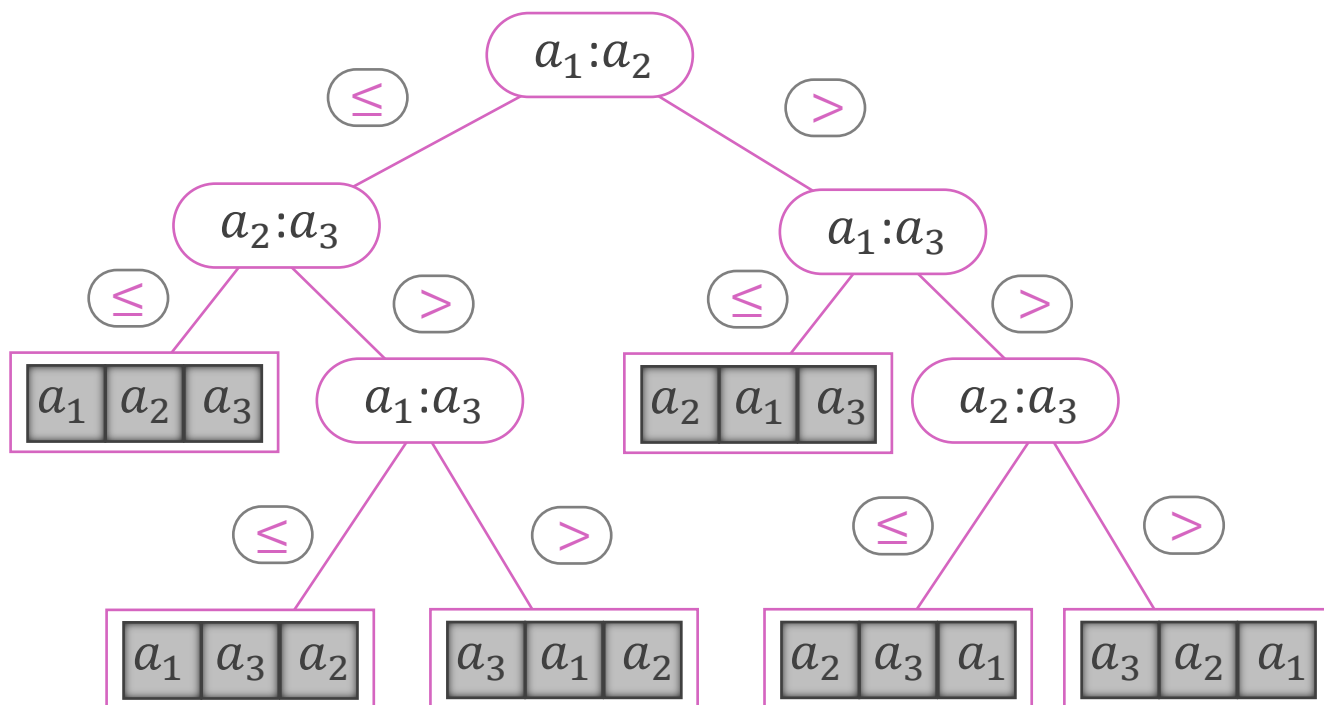 a₁:a₂
≤ >
a₂:a₃ a₁:a₃
≤ > ≤ >
a₁ a₂ a₃ a₁:a₃ a₂ a₁ a₃ a₂:a₃
≤ > ≤ >
a₁ a₃ a₂ a₃ a₁ a₂ a₂ a₃ a₁ a₃ a₂ a₁